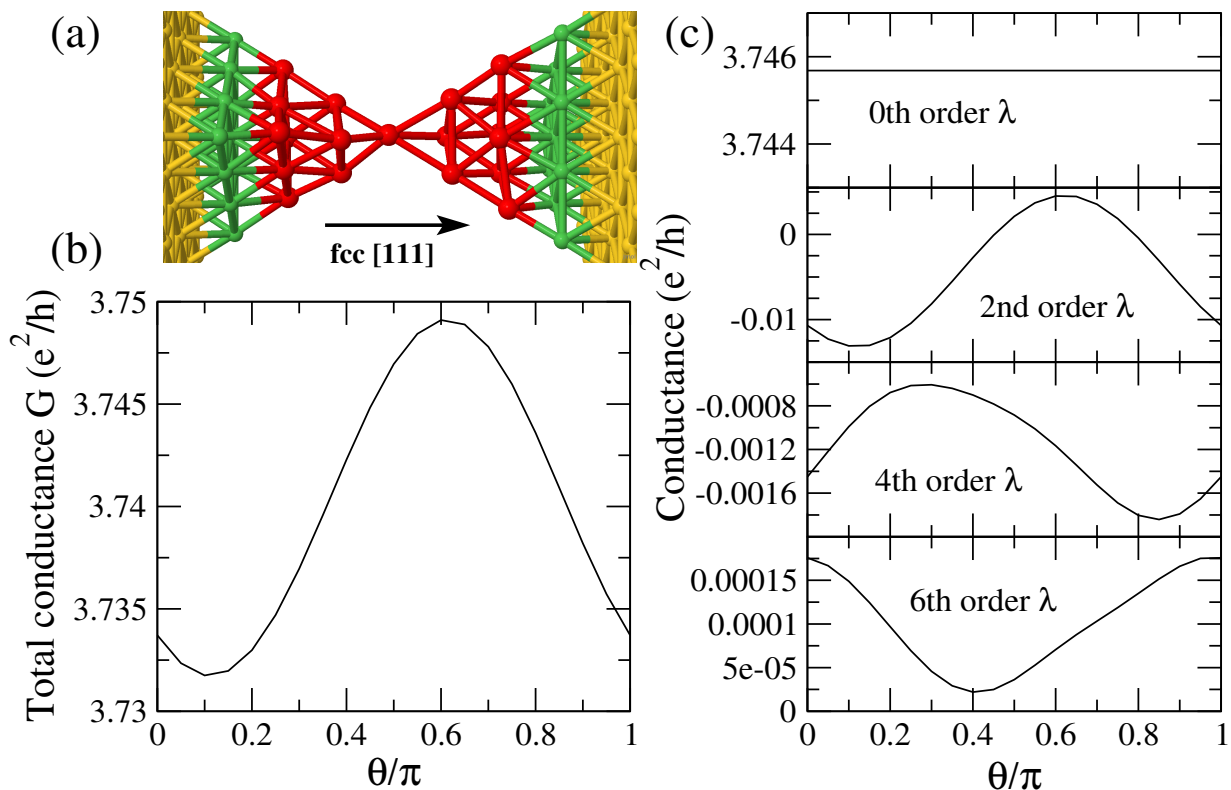 (a)
fcc [111]
(b)
Total conductance G (e²/h)
3.75
3.745
3.74
3.735
3.73
0 0.2 0.4 0.6 0.8 1
θ/π
(c)
Conductance (e²/h)
3.746
3.744
0th order λ
0
-0.01
2nd order λ
-0.0008
-0.0012
-0.0016
4th order λ
0.00015
0.0001
5e-05
0
6th order λ
0 0.2 0.4 0.6 0.8 1
θ/π